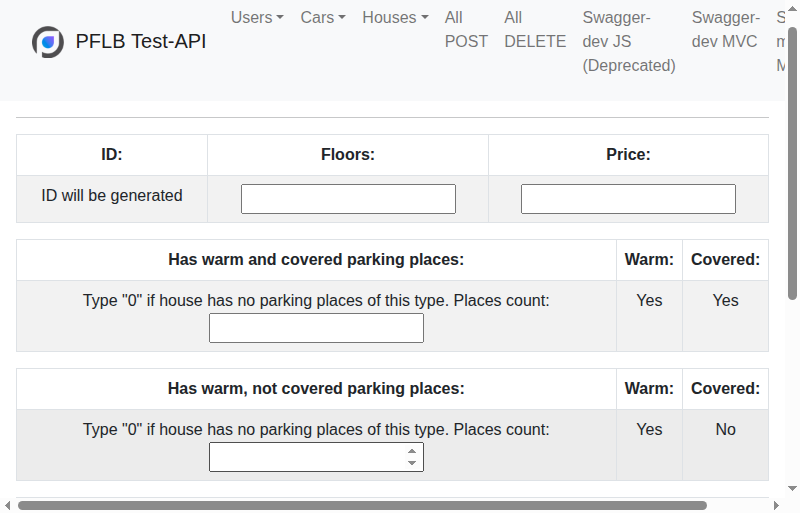 PFLB Test-API
Users
Cars
Houses
All
POST
All
DELETE
Swagger-
dev JS
(Deprecated)
Swagger-
dev MVC
ID:
Floors:
Price:
ID will be generated
Has warm and covered parking places:
Warm:
Covered:
Type "0" if house has no parking places of this type. Places count:
Yes
Yes
Has warm, not covered parking places:
Warm:
Covered:
Type "0" if house has no parking places of this type. Places count:
Yes
No